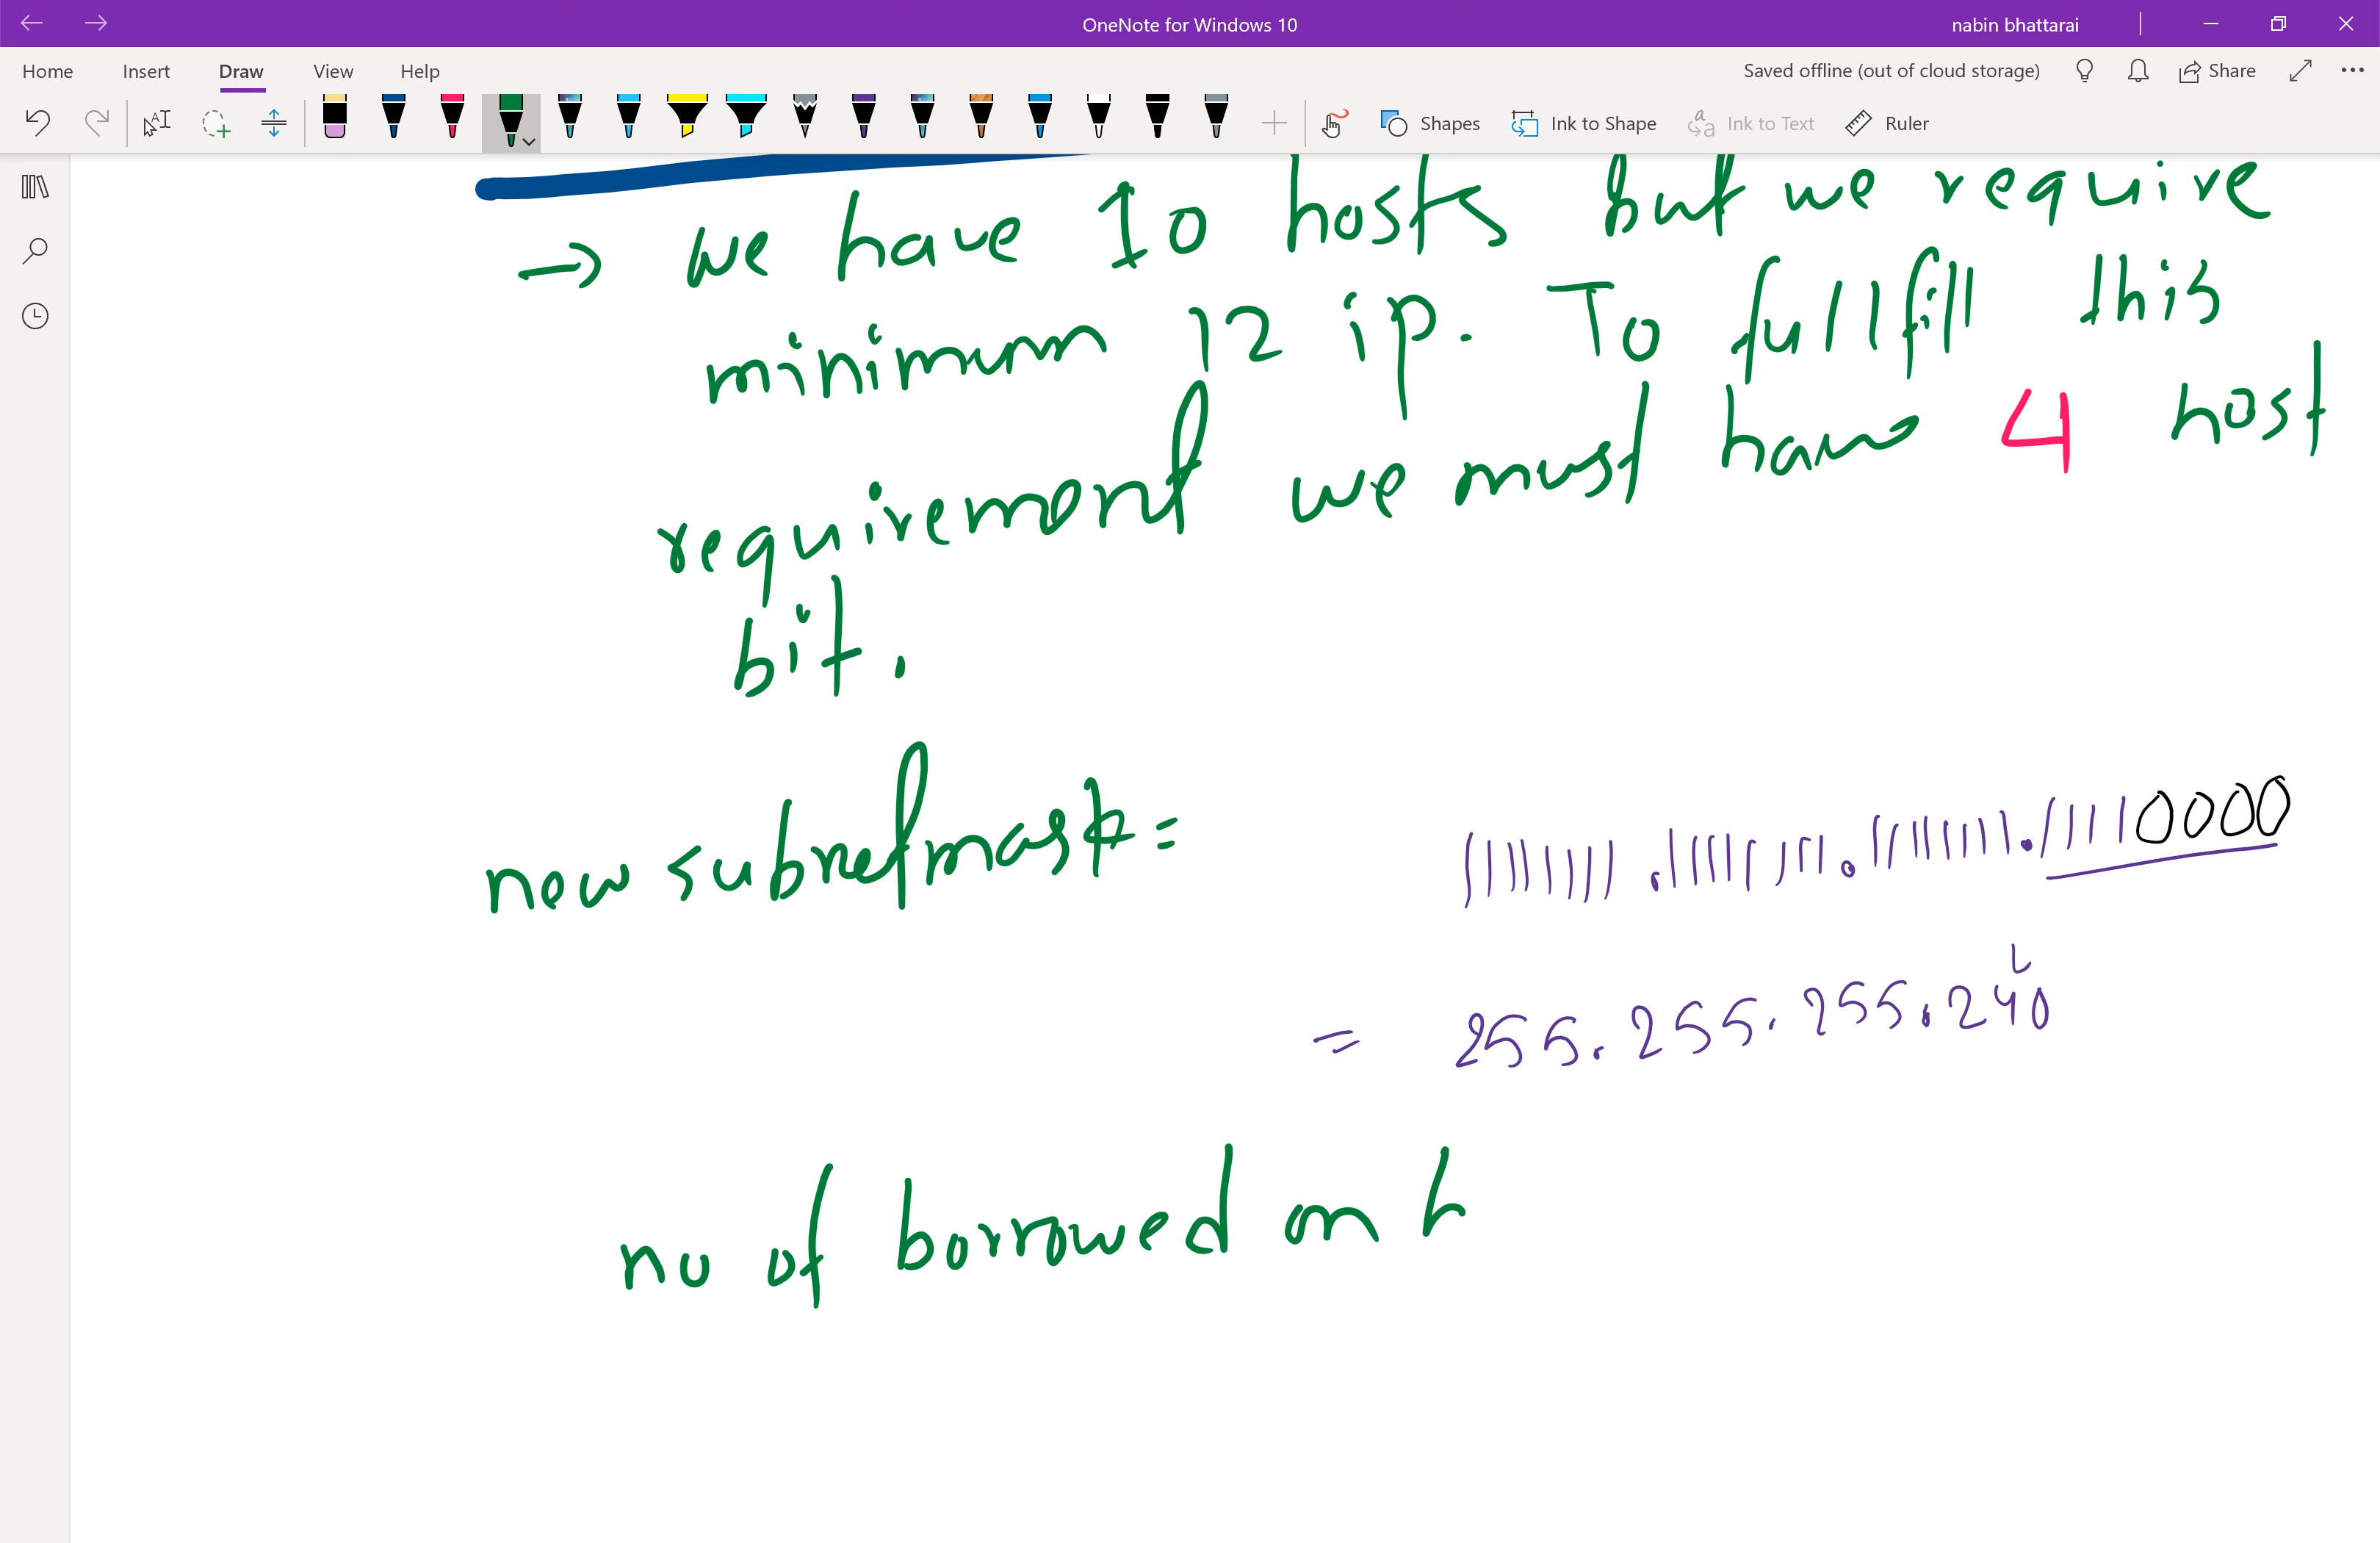 OneNote for Windows 10
nabin bhattarai
Home Insert Draw View Help
Saved offline (out of cloud storage)
Share
Shapes
Ink to Shape
Ink to Text
Ruler
→ we have 10 hosts but we require
minimum 12 ip. To fullfill this
requirement we must have 4 host
bit.
new subnetmask = 11111111.11111111.11111111.11110000
= 255.255.255.240
no of borrowed on h